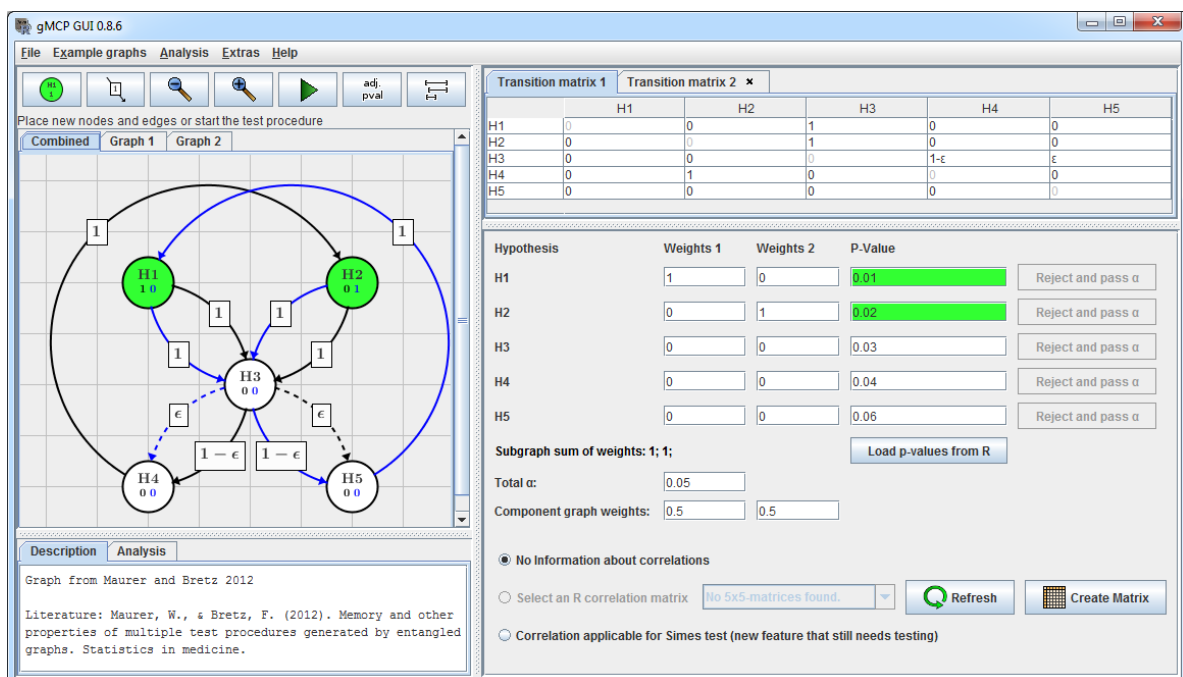 gMCP GUI 0.8.6
File Example graphs Analysis Extras Help
H1
1
1
adj.
pval
Place new nodes and edges or start the test procedure
Combined Graph 1 Graph 2
1 1
H1
1 0
H2
0 1
1 1
1 1
H3
0 0
ϵ ϵ
1 − ϵ 1 − ϵ
H4
0 0
H5
0 0
Description Analysis
Graph from Maurer and Bretz 2012
Literature: Maurer, W., & Bretz, F. (2012). Memory and other
properties of multiple test procedures generated by entangled
graphs. Statistics in medicine.
Transition matrix 1 Transition matrix 2
H1 H2 H3 H4 H5
H1 0 0 1 0 0
H2 0 0 1 0 0
H3 0 0 0 1-ε ε
H4 0 1 0 0 0
H5 0 0 0 0 0
Hypothesis Weights 1 Weights 2 P-Value
H1 1 0 0.01 Reject and pass α
H2 0 1 0.02 Reject and pass α
H3 0 0 0.03 Reject and pass α
H4 0 0 0.04 Reject and pass α
H5 0 0 0.06 Reject and pass α
Subgraph sum of weights: 1; 1; Load p-values from R
Total α: 0.05
Component graph weights: 0.5 0.5
No Information about correlations
Select an R correlation matrix No 5x5-matrices found. Refresh Create Matrix
Correlation applicable for Simes test (new feature that still needs testing)